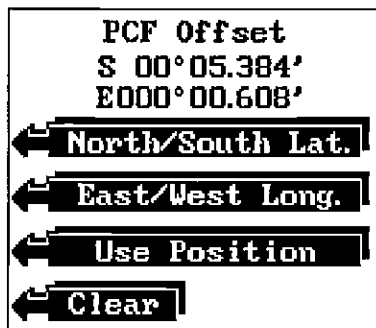 PCF Offset
S 00°05.384'
E000°00.608'
North/South Lat.
East/West Long.
Use Position
Clear